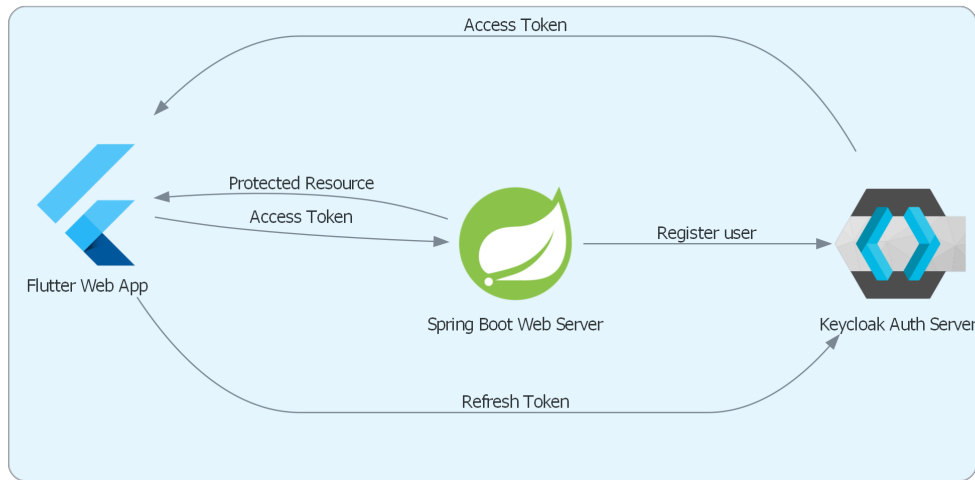 Access Token
Protected Resource
Access Token
Register user
Flutter Web App
Spring Boot Web Server
Keycloak Auth Server
Refresh Token